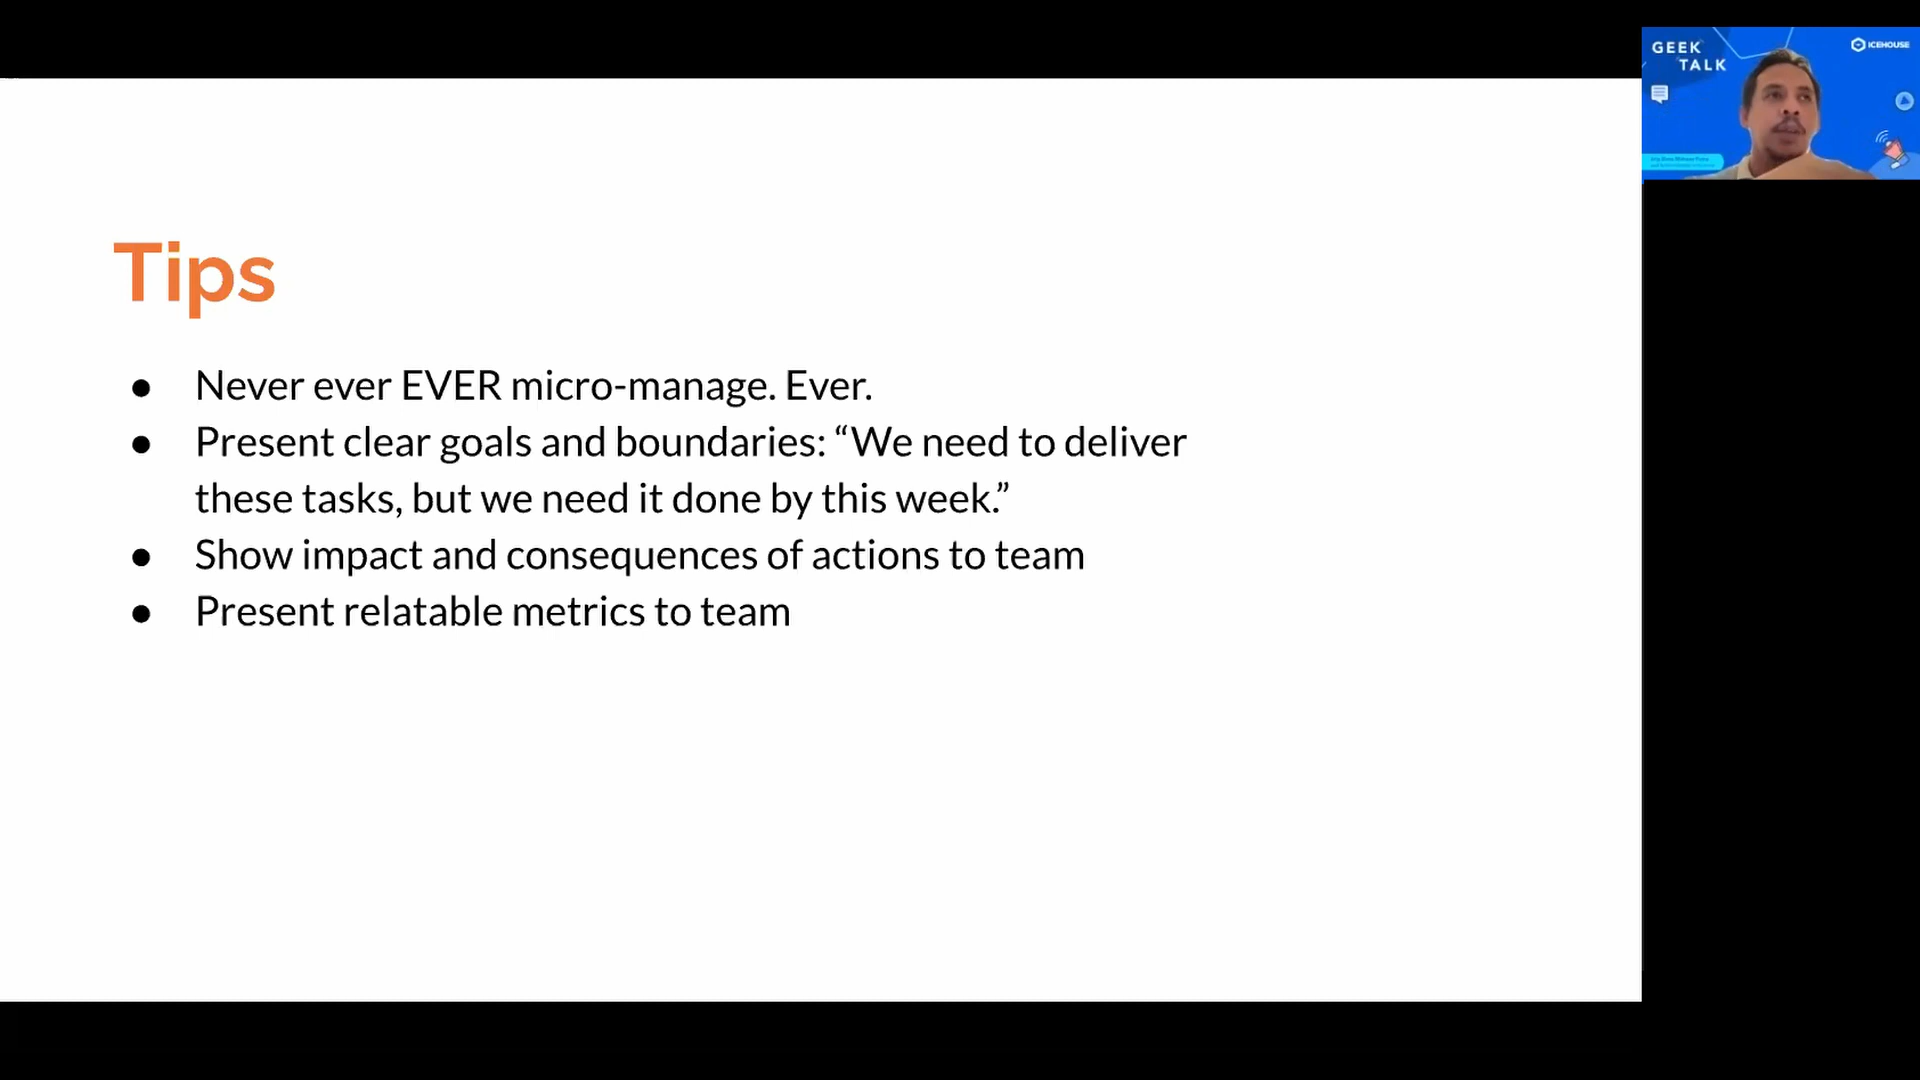 GEEK
TALK
ICEHOUSE
Tips
● Never ever EVER micro-manage. Ever.
● Present clear goals and boundaries: “We need to deliver
these tasks, but we need it done by this week.”
● Show impact and consequences of actions to team
● Present relatable metrics to team